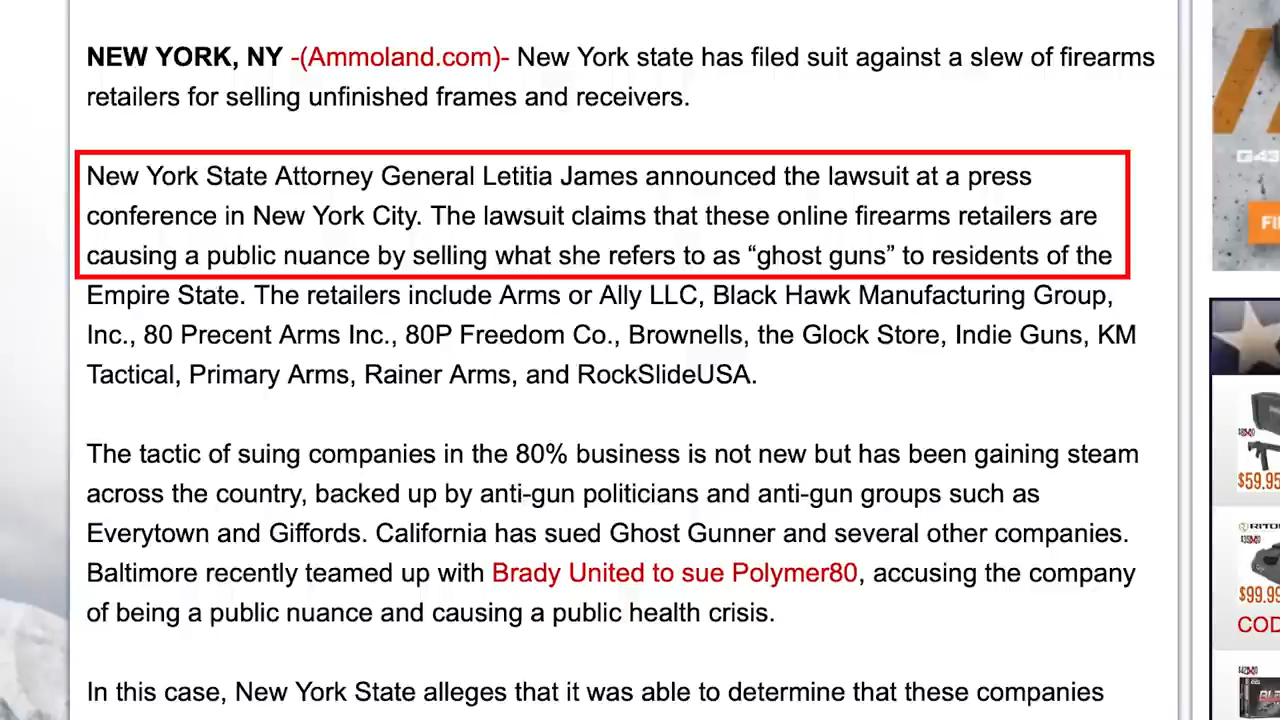 NEW YORK, NY -(Ammoland.com)- New York state has filed suit against a slew of firearms
retailers for selling unfinished frames and receivers.
New York State Attorney General Letitia James announced the lawsuit at a press
conference in New York City. The lawsuit claims that these online firearms retailers are
causing a public nuance by selling what she refers to as “ghost guns” to residents of the
Empire State. The retailers include Arms or Ally LLC, Black Hawk Manufacturing Group,
Inc., 80 Precent Arms Inc., 80P Freedom Co., Brownells, the Glock Store, Indie Guns, KM
Tactical, Primary Arms, Rainer Arms, and RockSlideUSA.
The tactic of suing companies in the 80% business is not new but has been gaining steam
across the country, backed up by anti-gun politicians and anti-gun groups such as
Everytown and Giffords. California has sued Ghost Gunner and several other companies.
Baltimore recently teamed up with Brady United to sue Polymer80, accusing the company
of being a public nuance and causing a public health crisis.
In this case, New York State alleges that it was able to determine that these companies
G43
FI
$59.95
RITO
$99.99
COD